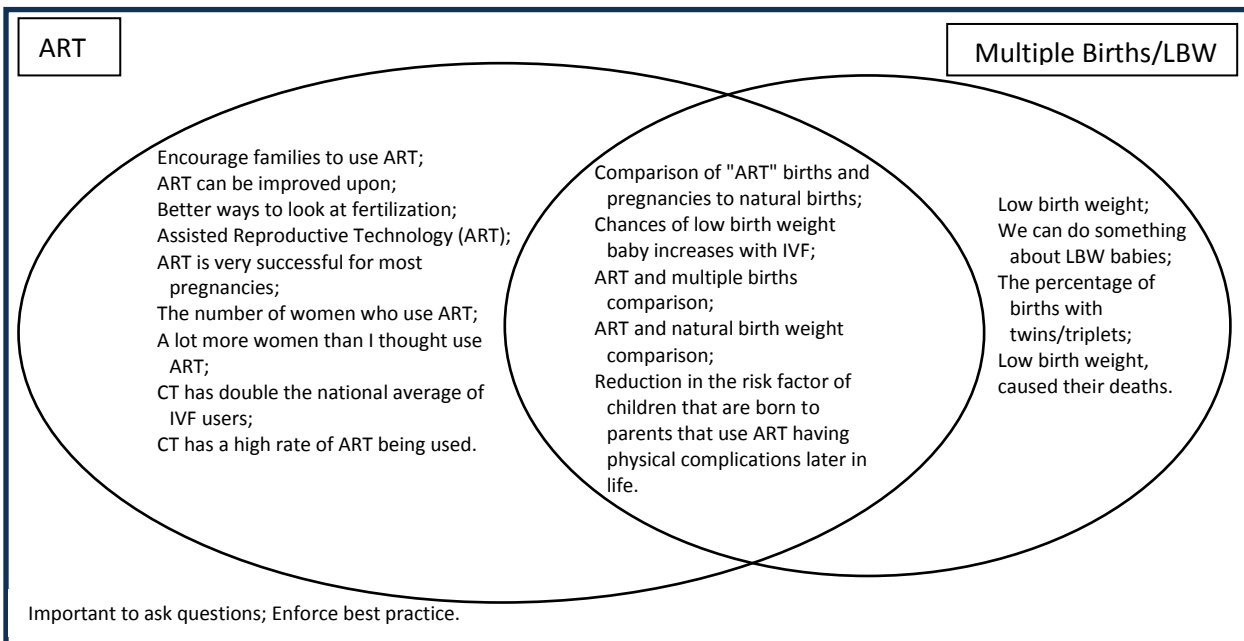 ART
Multiple Births/LBW
Encourage families to use ART;
ART can be improved upon;
Better ways to look at fertilization;
Assisted Reproductive Technology (ART);
ART is very successful for most
pregnancies;
The number of women who use ART;
A lot more women than I thought use
ART;
CT has double the national average of
IVF users;
CT has a high rate of ART being used.
Comparison of "ART" births and
pregnancies to natural births;
Chances of low birth weight
baby increases with IVF;
ART and multiple births
comparison;
ART and natural birth weight
comparison;
Reduction in the risk factor of
children that are born to
parents that use ART having
physical complications later in
life.
Low birth weight;
We can do something
about LBW babies;
The percentage of
births with
twins/triplets;
Low birth weight,
caused their deaths.
Important to ask questions; Enforce best practice.